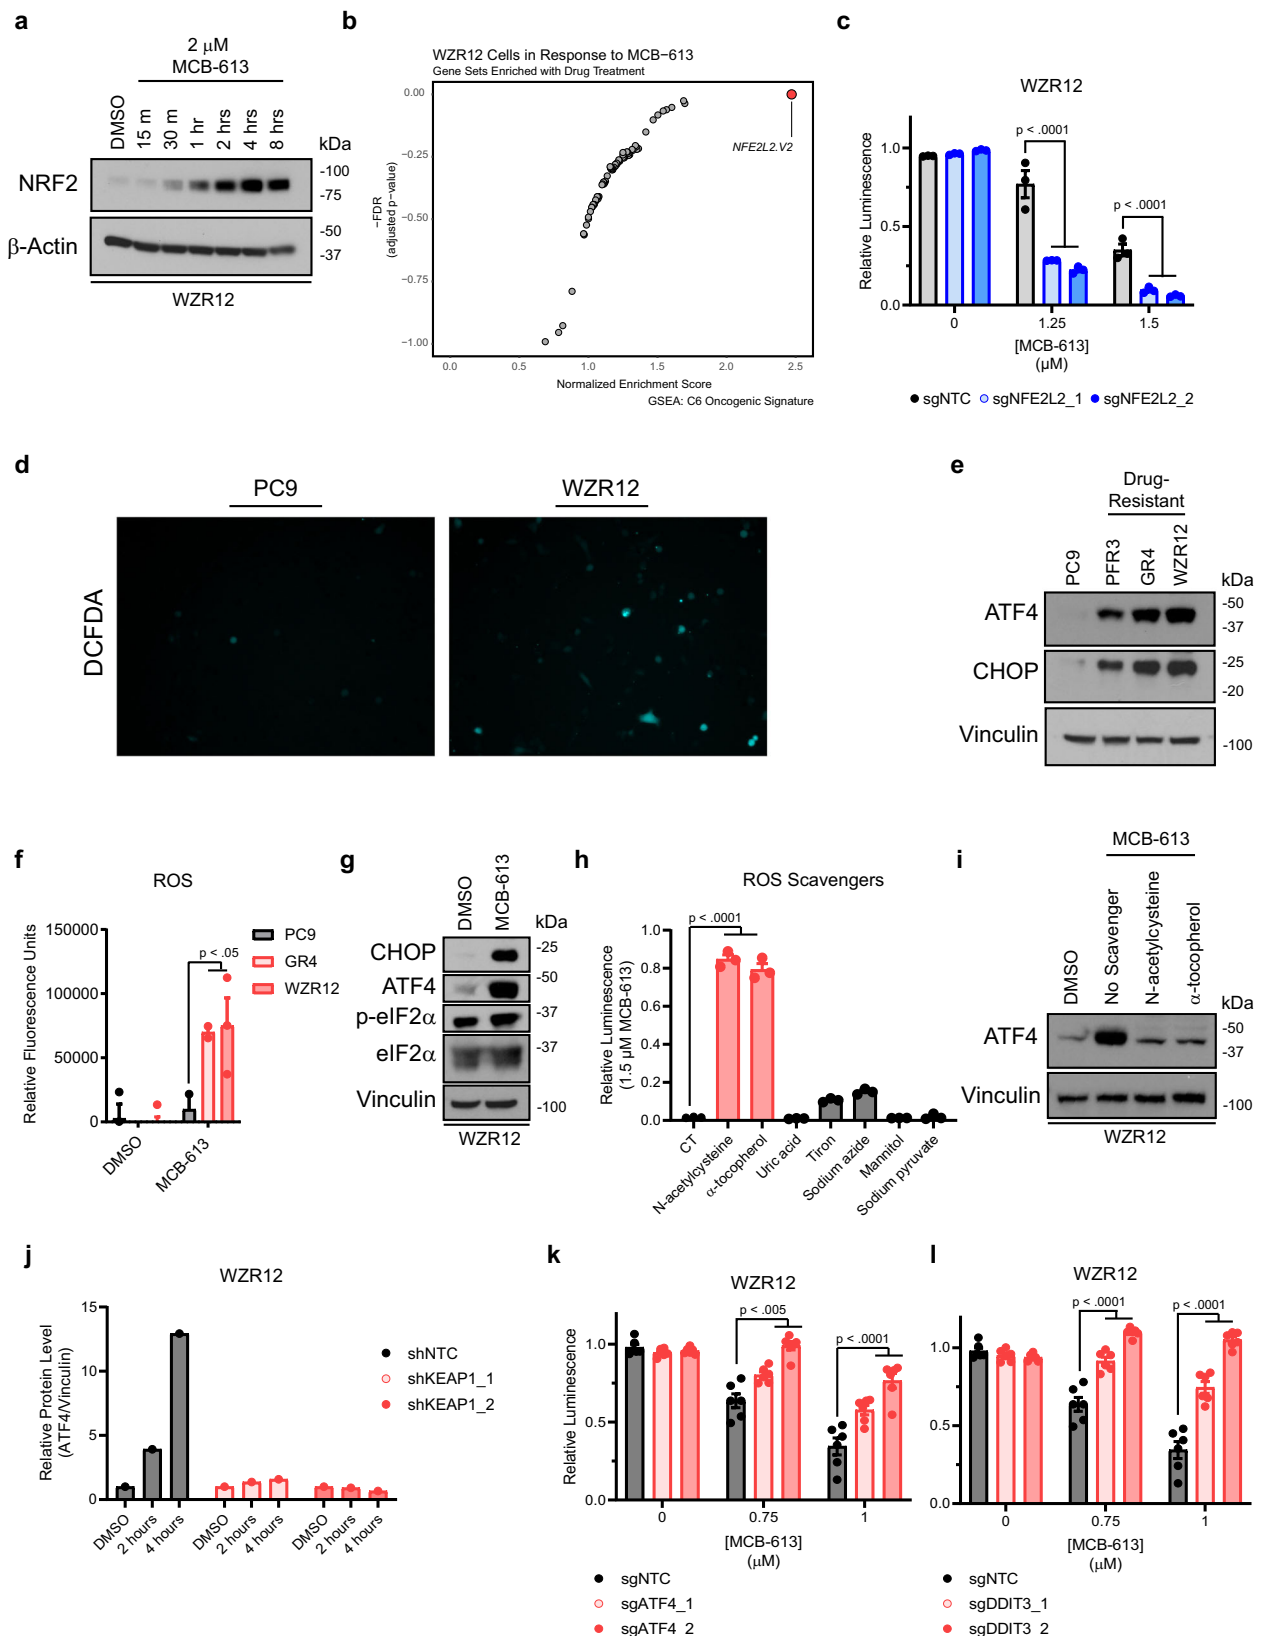 a
2 μM
MCB-613
DMSO
15 m
30 m
1 hr
2 hrs
4 hrs
8 hrs
kDa
NRF2
-100
-75
β-Actin
-50
-37
WZR12
b
WZR12 Cells in Response to MCB−613
Gene Sets Enriched with Drug Treatment
0.00
−0.25
−0.50
−0.75
−1.00
−FDR
(adjusted p−value)
NFE2L2.V2
0.0
0.5
1.0
1.5
2.0
2.5
Normalized Enrichment Score
GSEA: C6 Oncogenic Signature
c
WZR12
Relative Luminescence
1.0
0.5
0.0
p < .0001
p < .0001
0
1.25
1.5
[MCB-613]
(μM)
sgNTC
sgNFE2L2_1
sgNFE2L2_2
d
PC9
WZR12
DCFDA
e
Drug-
Resistant
PC9
PFR3
GR4
WZR12
kDa
ATF4
-50
-37
CHOP
-25
-20
Vinculin
-100
f
ROS
Relative Fluorescence Units
150000
100000
50000
0
p < .05
PC9
GR4
WZR12
DMSO
MCB-613
g
DMSO
MCB-613
kDa
CHOP
-25
ATF4
-50
p-eIF2α
-37
eIF2α
-37
Vinculin
-100
WZR12
h
ROS Scavengers
Relative Luminescence
(1.5 μM MCB-613)
1.0
0.8
0.6
0.4
0.2
0.0
p < .0001
CT
N-acetylcysteine
α-tocopherol
Uric acid
Tiron
Sodium azide
Mannitol
Sodium pyruvate
i
MCB-613
DMSO
No Scavenger
N-acetylcysteine
α-tocopherol
kDa
ATF4
-50
-37
Vinculin
-100
WZR12
j
WZR12
Relative Protein Level
(ATF4/Vinculin)
15
10
5
0
shNTC
shKEAP1_1
shKEAP1_2
DMSO
2 hours
4 hours
DMSO
2 hours
4 hours
DMSO
2 hours
4 hours
k
WZR12
Relative Luminescence
1.0
0.5
0.0
p < .005
p < .0001
0
0.75
1
[MCB-613]
(μM)
sgNTC
sgATF4_1
sgATF4_2
l
WZR12
1.0
0.5
0.0
p < .0001
p < .0001
0
0.75
1
[MCB-613]
(μM)
sgNTC
sgDDIT3_1
sgDDIT3_2